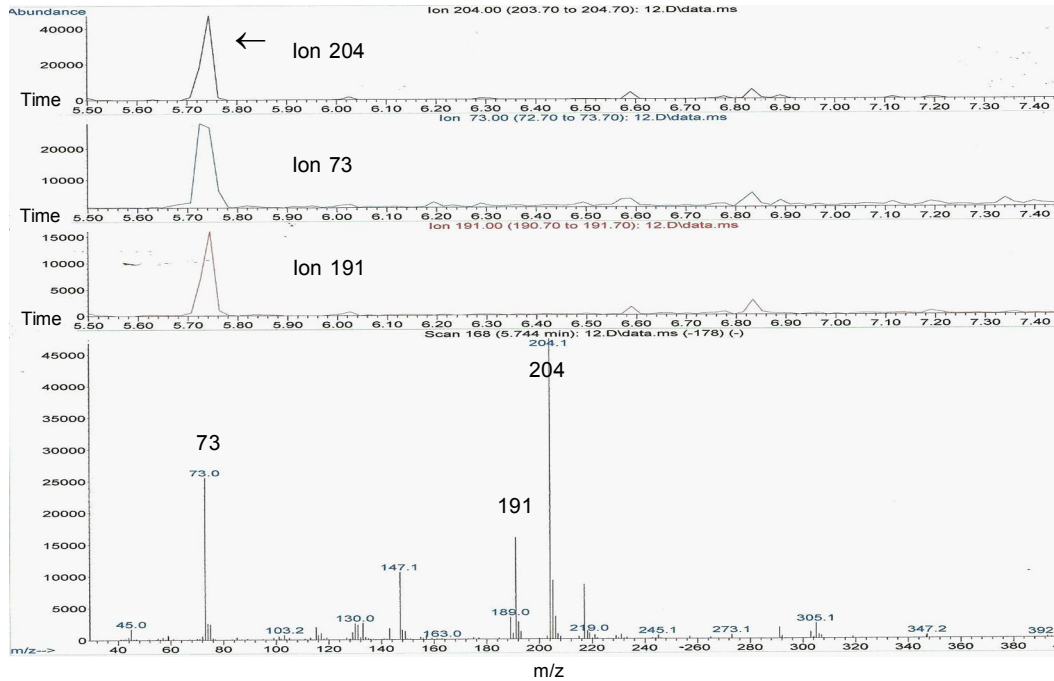 Abundance
Ion 204.00 (203.70 to 204.70): 12.D\data.ms
40000
20000
0
← Ion 204
Time
5.50 5.60 5.70 5.80 5.90 6.00 6.10 6.20 6.30 6.40 6.50 6.60 6.70 6.80 6.90 7.00 7.10 7.20 7.30 7.40
Ion 73.00 (72.70 to 73.70): 12.D\data.ms
20000
10000
Ion 73
Time
5.50 5.60 5.70 5.80 5.90 6.00 6.10 6.20 6.30 6.40 6.50 6.60 6.70 6.80 6.90 7.00 7.10 7.20 7.30 7.40
Ion 191.00 (190.70 to 191.70): 12.D\data.ms
15000
10000
5000
0
Ion 191
Time
5.50 5.60 5.70 5.80 5.90 6.00 6.10 6.20 6.30 6.40 6.50 6.60 6.70 6.80 6.90 7.00 7.10 7.20 7.30 7.40
Scan 168 (5.744 min): 12.D\data.ms (-178) (-)
204.1
45000
204
40000
35000
30000
73
73.0
25000
20000
191
15000
147.1
10000
5000
45.0 103.2 130.0 163.0 189.0 219.0 245.1 273.1 305.1 347.2 392
0
m/z-->
40 60 80 100 120 140 160 180 200 220 240 -260 280 300 320 340 360 380
m/z